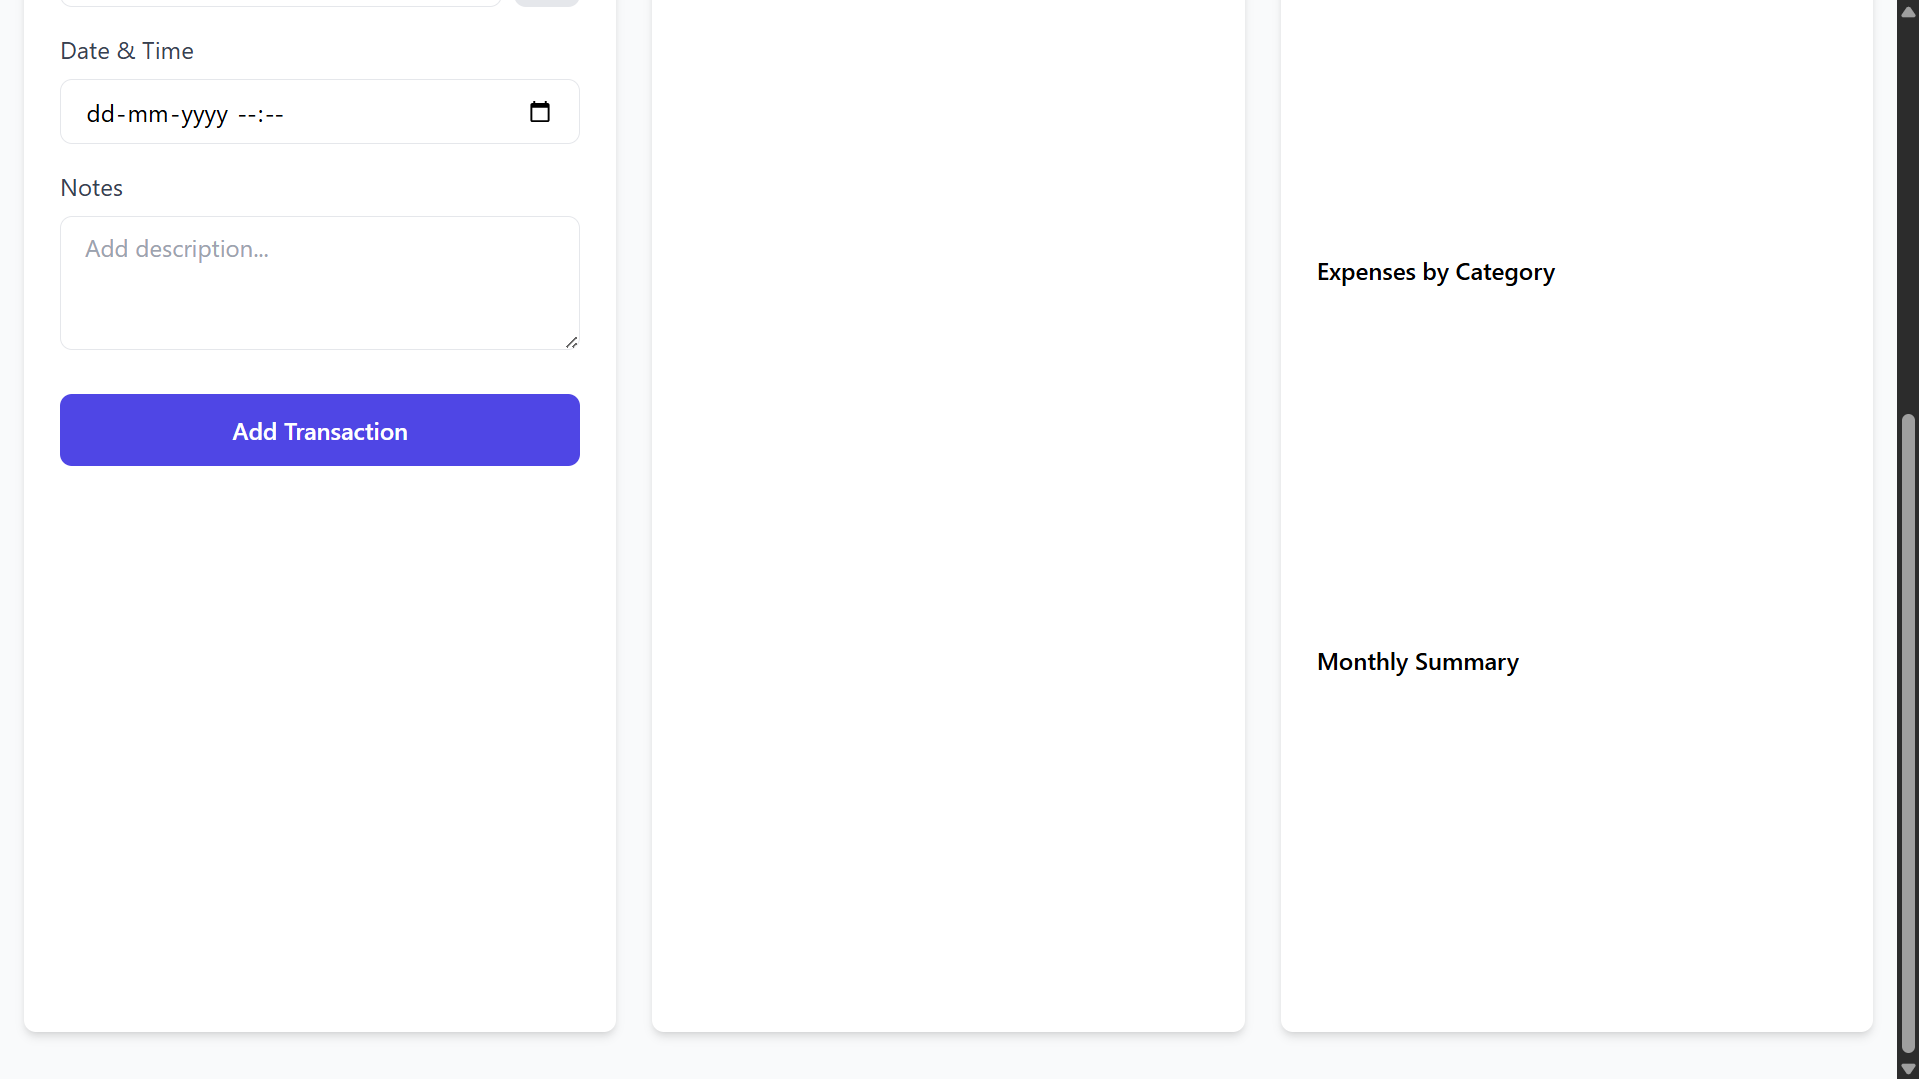 Date & Time
dd-mm-yyyy --:--
Notes
Add description...
Add Transaction
Expenses by Category
Monthly Summary